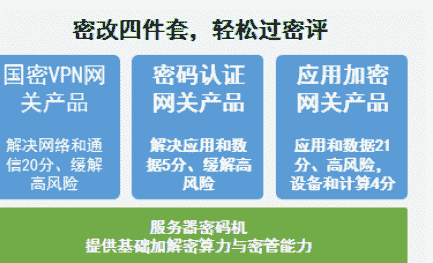 密改四件套，轻松过密评
国密VPN网
关产品
解决网络和通
信20分、缓解
高风险
密码认证
网关产品
解决应用和数
据5分、缓解高
风险
应用加密
网关产品
应用和数据21
分、高风险，
设备和计算4分
服务器密码机
提供基础加解密算力与密管能力